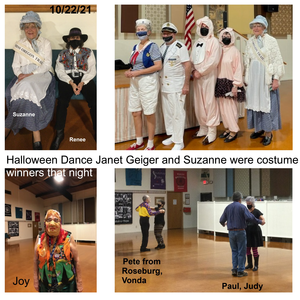 10/22/21
Suzanne
Renee
Halloween Dance Janet Geiger and Suzanne were costume
winners that night
Joy
Pete from
Roseburg,
Vonda
Paul, Judy